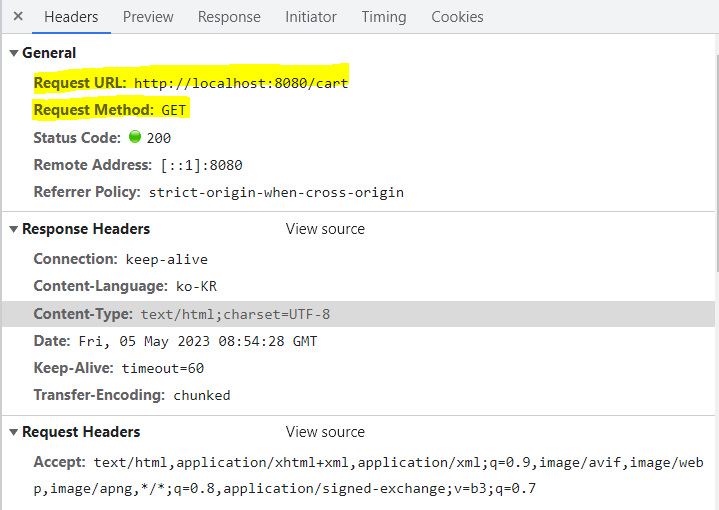 Headers Preview Response Initiator Timing Cookies
General
Request URL: http://localhost:8080/cart
Request Method: GET
Status Code: 200
Remote Address: [::1]:8080
Referrer Policy: strict-origin-when-cross-origin
Response Headers View source
Connection: keep-alive
Content-Language: ko-KR
Content-Type: text/html;charset=UTF-8
Date: Fri, 05 May 2023 08:54:28 GMT
Keep-Alive: timeout=60
Transfer-Encoding: chunked
Request Headers View source
Accept: text/html,application/xhtml+xml,application/xml;q=0.9,image/avif,image/web
p,image/apng,*/*;q=0.8,application/signed-exchange;v=b3;q=0.7